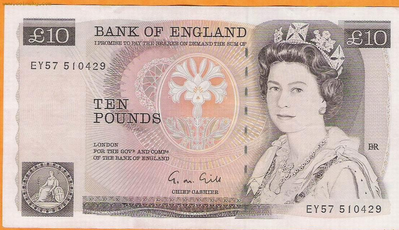 £10
BANK OF ENGLAND
£10
I PROMISE TO PAY THE BEARER ON DEMAND THE SUM OF
EY57 510429
TEN
POUNDS
LONDON
FOR THE GOVR AND COMPA
OF THE BANK OF ENGLAND
G M Gill
CHIEF CASHIER
ER
EY57 510429